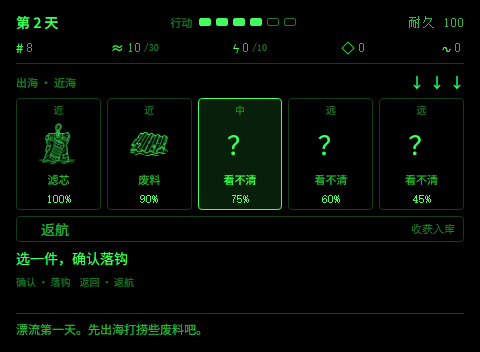 第 2 天 行动 耐久 100
# 8 ≈ 10 /30 ϟ 0 /10 ◇ 0 ∿ 0
出海 · 近海 ↓ ↓ ↓
近 近 中 远 远
? ? ?
滤芯 废料 看不清 看不清 看不清
100% 90% 75% 60% 45%
返航 收获入库
选一件，确认落钩
确认 · 落钩 返回 · 返航
漂流第一天。先出海打捞些废料吧。